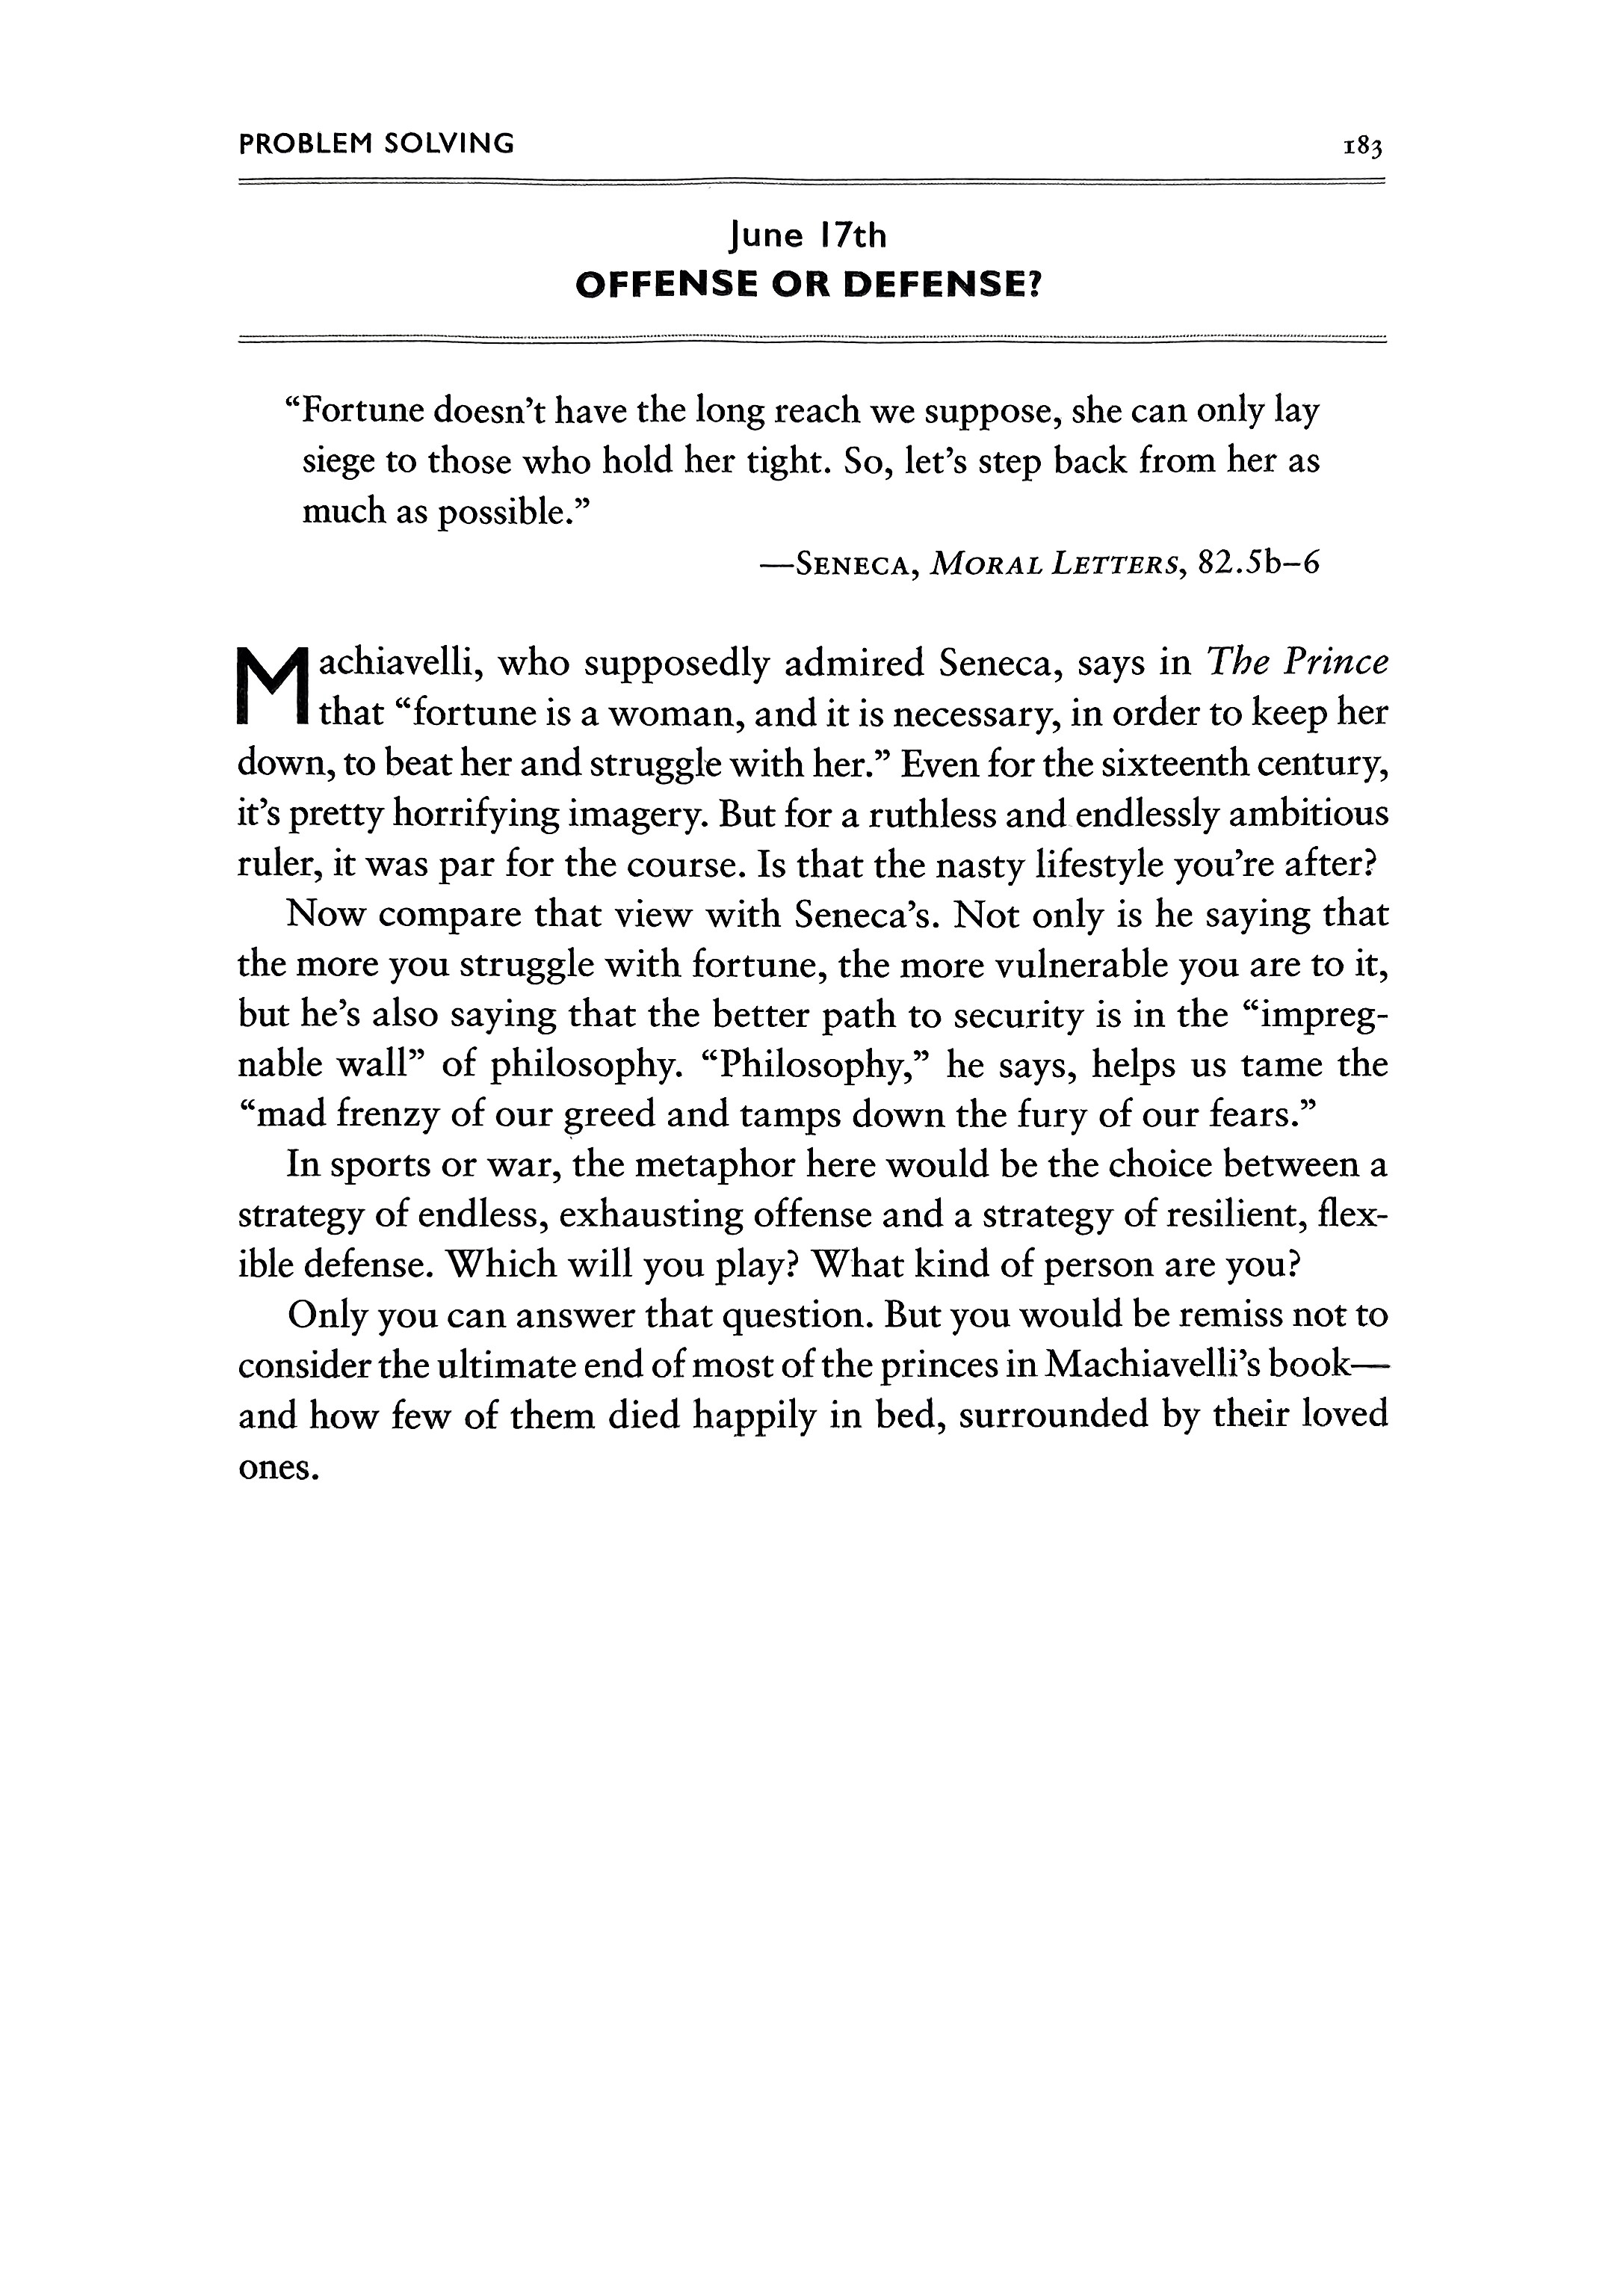 PROBLEM SOLVING 183
June 17th
OFFENSE OR DEFENSE?
“Fortune doesn’t have the long reach we suppose, she can only lay
siege to those who hold her tight. So, let’s step back from her as
much as possible.”
—SENECA, MORAL LETTERS, 82.5b–6
Machiavelli, who supposedly admired Seneca, says in The Prince
that “fortune is a woman, and it is necessary, in order to keep her
down, to beat her and struggle with her.” Even for the sixteenth century,
it’s pretty horrifying imagery. But for a ruthless and endlessly ambitious
ruler, it was par for the course. Is that the nasty lifestyle you’re after?
Now compare that view with Seneca’s. Not only is he saying that
the more you struggle with fortune, the more vulnerable you are to it,
but he’s also saying that the better path to security is in the “impreg-
nable wall” of philosophy. “Philosophy,” he says, helps us tame the
“mad frenzy of our greed and tamps down the fury of our fears.”
In sports or war, the metaphor here would be the choice between a
strategy of endless, exhausting offense and a strategy of resilient, flex-
ible defense. Which will you play? What kind of person are you?
Only you can answer that question. But you would be remiss not to
consider the ultimate end of most of the princes in Machiavelli’s book—
and how few of them died happily in bed, surrounded by their loved
ones.